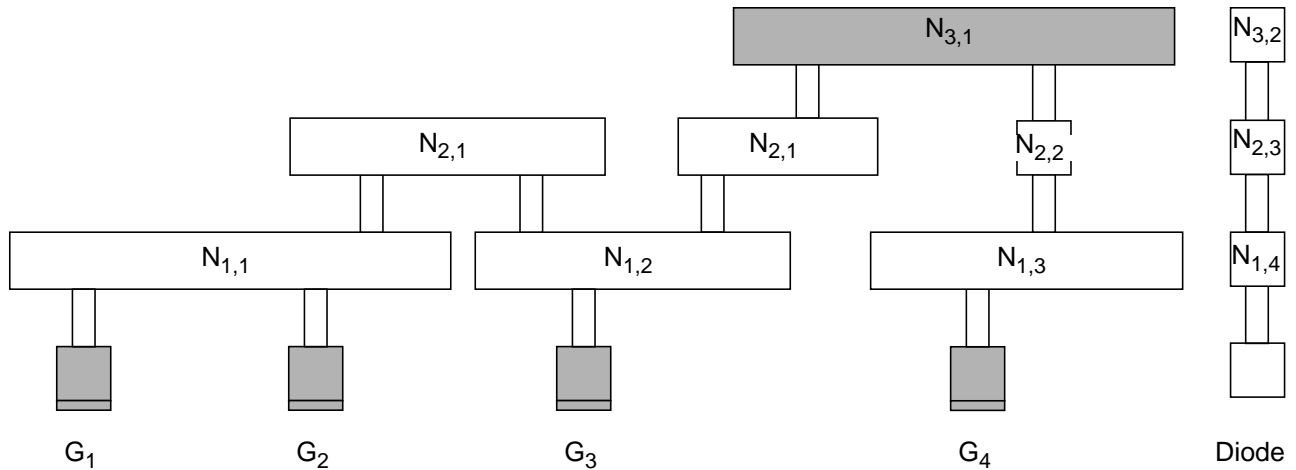 N3,1 N3,2
N2,1 N2,1 N2,2 N2,3
N1,1 N1,2 N1,3 N1,4
G1 G2 G3 G4 Diode